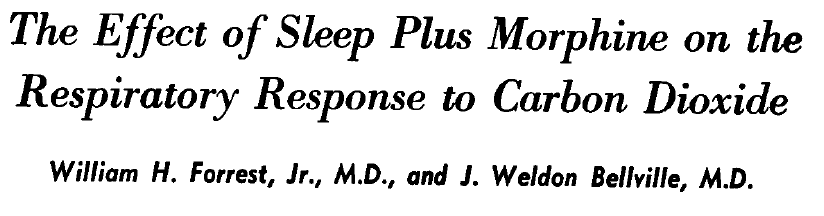 The Effect of Sleep Plus Morphine on the
Respiratory Response to Carbon Dioxide
William H. Forrest, Jr., M.D., and J. Weldon Bellville, M.D.